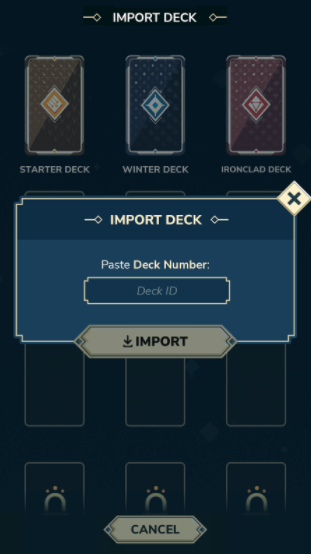 IMPORT DECK
STARTER DECK
WINTER DECK
IRONCLAD DECK
IMPORT DECK
Paste Deck Number:
Deck ID
IMPORT
CANCEL